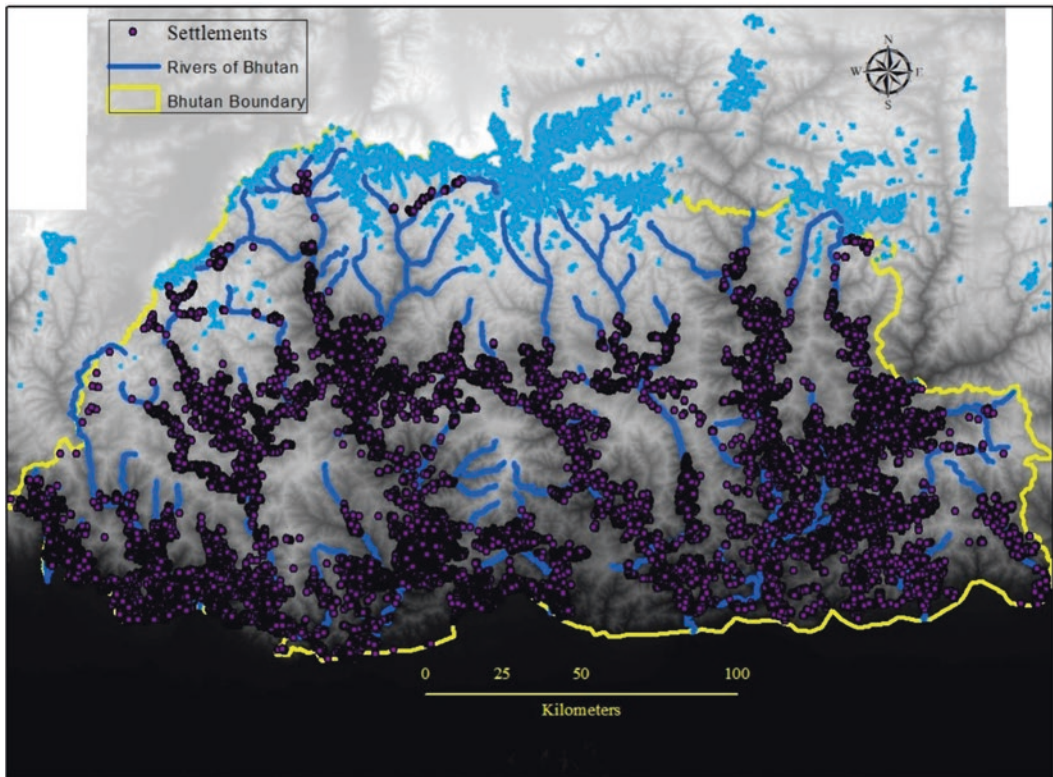 Settlements
Rivers of Bhutan
Bhutan Boundary
N
W E
S
0 25 50 100
Kilometers